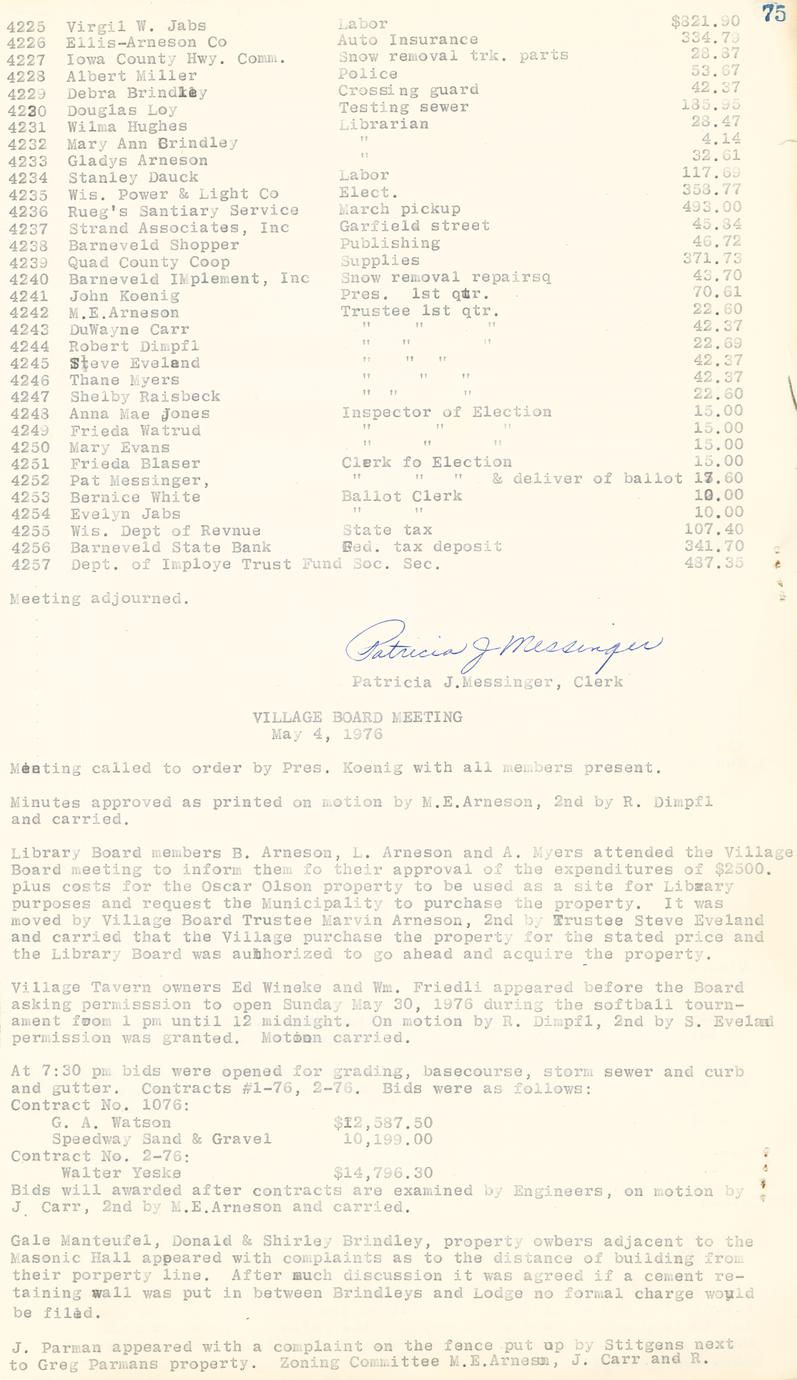 75
4225 Virgil W. Jabs Labor $821.90
4226 Ellis-Arneson Co Auto Insurance 334.79
4227 Iowa County Hwy. Comm. Snow removal trk. parts 28.87
4228 Albert Miller Police 53.67
4229 Debra Brindley Crossing guard 42.37
4230 Douglas Loy Testing sewer 185.95
4231 Wilma Hughes Librarian 28.47
4232 Mary Ann Brindley " 4.14
4233 Gladys Arneson " 32.61
4234 Stanley Dauck Labor 117.69
4235 Wis. Power & Light Co Elect. 358.77
4236 Rueg's Santiary Service March pickup 493.00
4237 Strand Associates, Inc Garfield street 45.84
4238 Barneveld Shopper Publishing 46.72
4239 Quad County Coop Supplies 371.73
4240 Barneveld IMplement, Inc Snow removal repairsq 43.70
4241 John Koenig Pres. 1st qtr. 70.61
4242 M.E.Arneson Trustee 1st qtr. 22.60
4243 DuWayne Carr " " " 42.37
4244 Robert Dimpfl " " " 22.69
4245 Steve Eveland " " " 42.37
4246 Thane Myers " " " 42.37
4247 Shelby Raisbeck " " " 22.60
4248 Anna Mae Jones Inspector of Election 15.00
4249 Frieda Watrud " " " 15.00
4250 Mary Evans " " " 15.00
4251 Frieda Blaser Clerk fo Election 15.00
4252 Pat Messinger, " " " & deliver of ballot 17.60
4253 Bernice White Ballot Clerk 10.00
4254 Evelyn Jabs " " 10.00
4255 Wis. Dept of Revnue State tax 107.40
4256 Barneveld State Bank Fed. tax deposit 341.70
4257 Dept. of Imploye Trust Fund Soc. Sec. 487.35
Meeting adjourned.
Patricia J Messinger
Patricia J.Messinger, Clerk
VILLAGE BOARD MEETING
May 4, 1976
Meeting called to order by Pres. Koenig with all members present.
Minutes approved as printed on motion by M.E.Arneson, 2nd by R. Dimpfl
and carried.
Library Board members B. Arneson, L. Arneson and A. Myers attended the Village
Board meeting to inform them fo their approval of the expenditures of $2500.
plus costs for the Oscar Olson property to be used as a site for Library
purposes and request the Municipality to purchase the property. It was
moved by Village Board Trustee Marvin Arneson, 2nd by Trustee Steve Eveland
and carried that the Village purchase the property for the stated price and
the Library Board was authorized to go ahead and acquire the property.
Village Tavern owners Ed Wineke and Wm. Friedli appeared before the Board
asking permisssion to open Sunday May 30, 1976 during the softball tourn-
ament from 1 pm until 12 midnight. On motion by R. Dimpfl, 2nd by S. Eveland
permission was granted. Motion carried.
At 7:30 pm bids were opened for grading, basecourse, storm sewer and curb
and gutter. Contracts #1-76, 2-76. Bids were as follows:
Contract No. 1076:
G. A. Watson $12,587.50
Speedway Sand & Gravel 10,199.00
Contract No. 2-76:
Walter Yeske $14,796.30
Bids will awarded after contracts are examined by Engineers, on motion by
J. Carr, 2nd by M.E.Arneson and carried.
Gale Manteufel, Donald & Shirley Brindley, property owbers adjacent to the
Masonic Hall appeared with complaints as to the distance of building from
their porperty line. After much discussion it was agreed if a cement re-
taining wall was put in between Brindleys and Lodge no formal charge would
be filed.
J. Parman appeared with a complaint on the fence put up by Stitgens next
to Greg Parmans property. Zoning Committee M.E.Arneson, J. Carr and R.